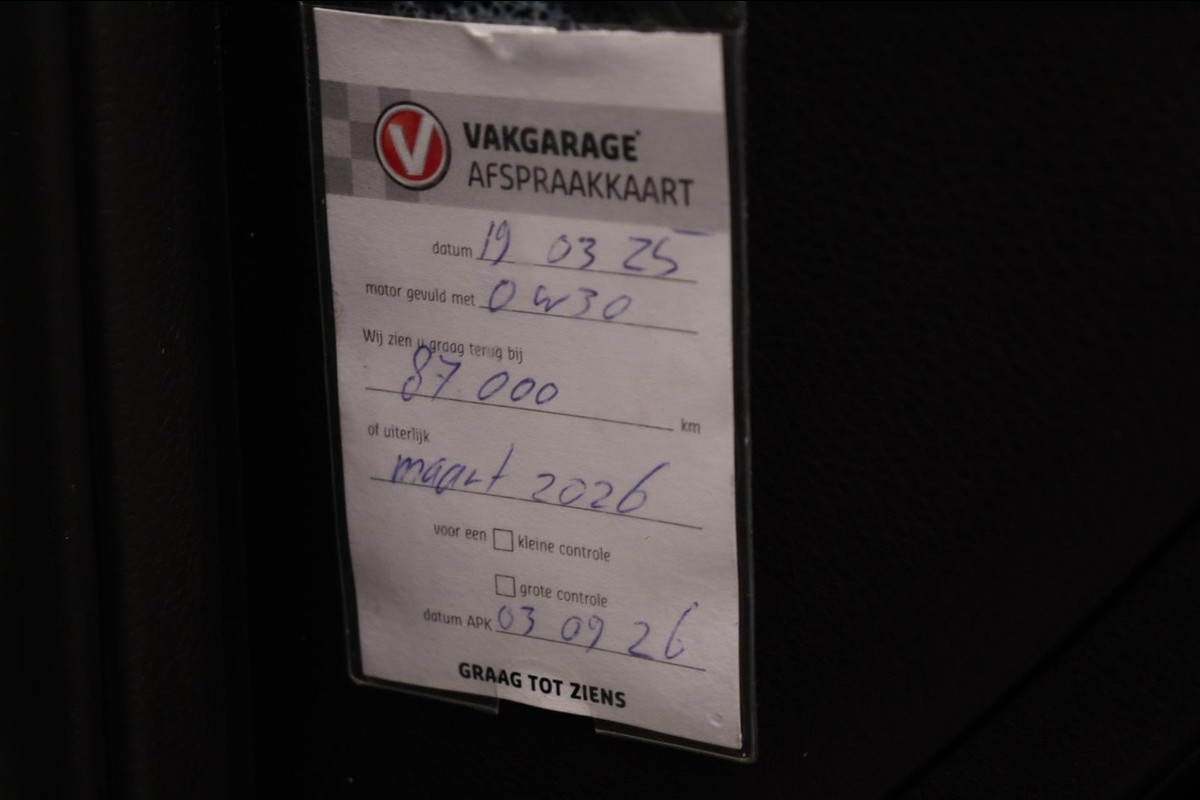 V VAKGARAGE
AFSPRAAKKAART
datum 19 03 25
motor gevuld met 0w30
Wij zien u graag terug bij
87 000 km
of uiterlijk
maart 2026
voor een kleine controle
grote controle
datum APK 03 09 26
GRAAG TOT ZIENS